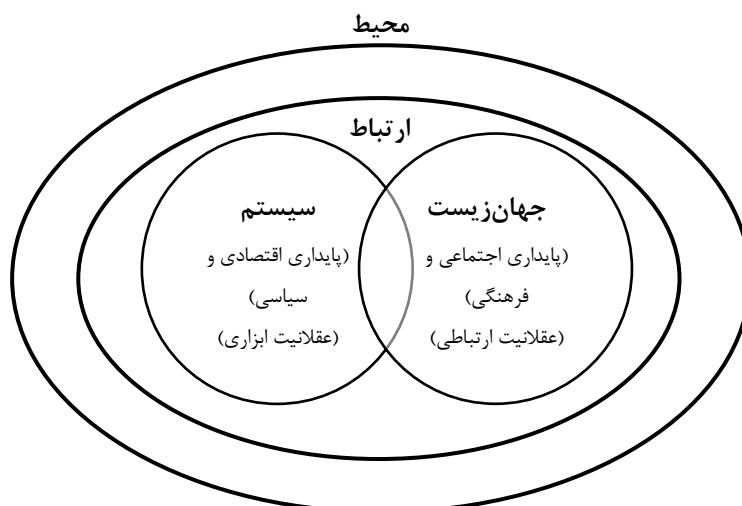 محیط
ارتباط
جهان‌زیست
(پایداری اجتماعی و
فرهنگی)
(عقلانیت ارتباطی)
سیستم
(پایداری اقتصادی و
سیاسی)
(عقلانیت ابزاری)